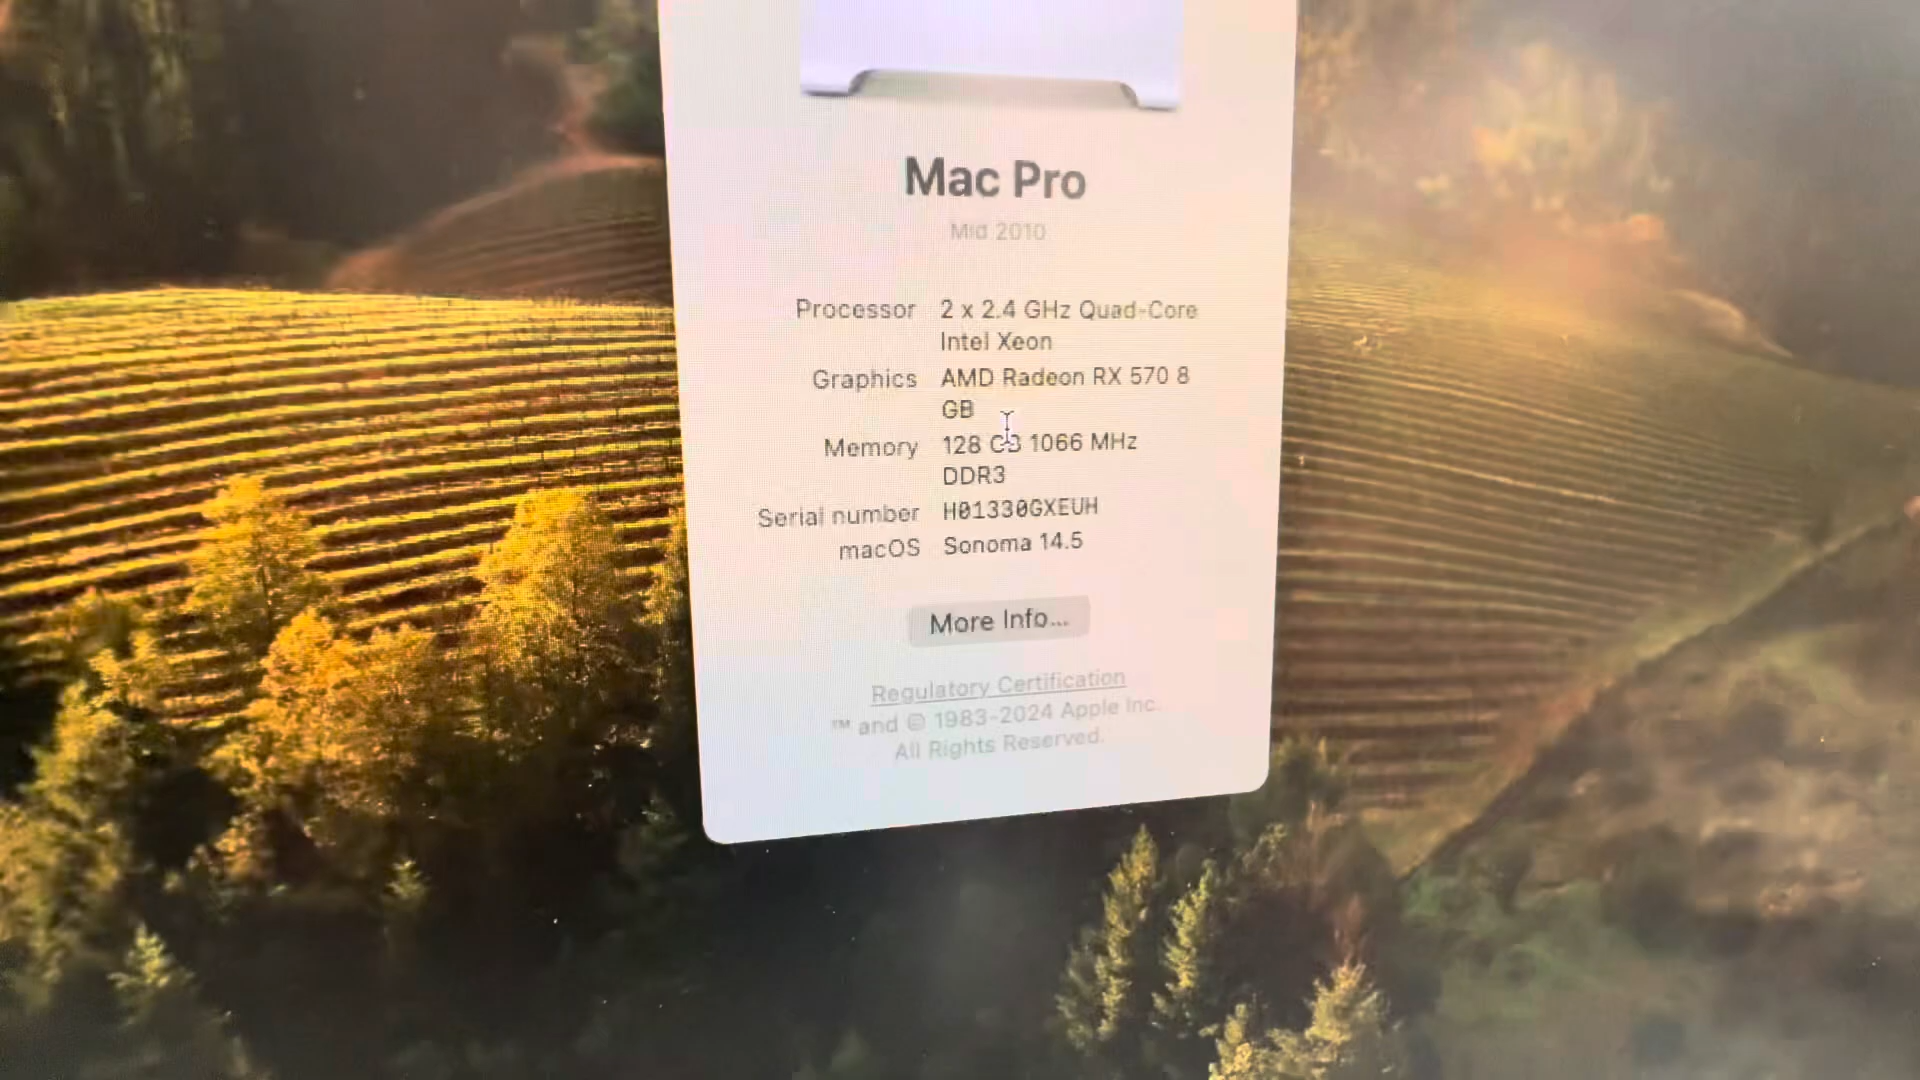 Mac Pro
Mid 2010
Processor 2 x 2.4 GHz Quad-Core
Intel Xeon
Graphics AMD Radeon RX 570 8
GB
Memory 128 GB 1066 MHz
DDR3
Serial number H01330GXEUH
macOS Sonoma 14.5
More Info...
Regulatory Certification
™ and © 1983-2024 Apple Inc.
All Rights Reserved.